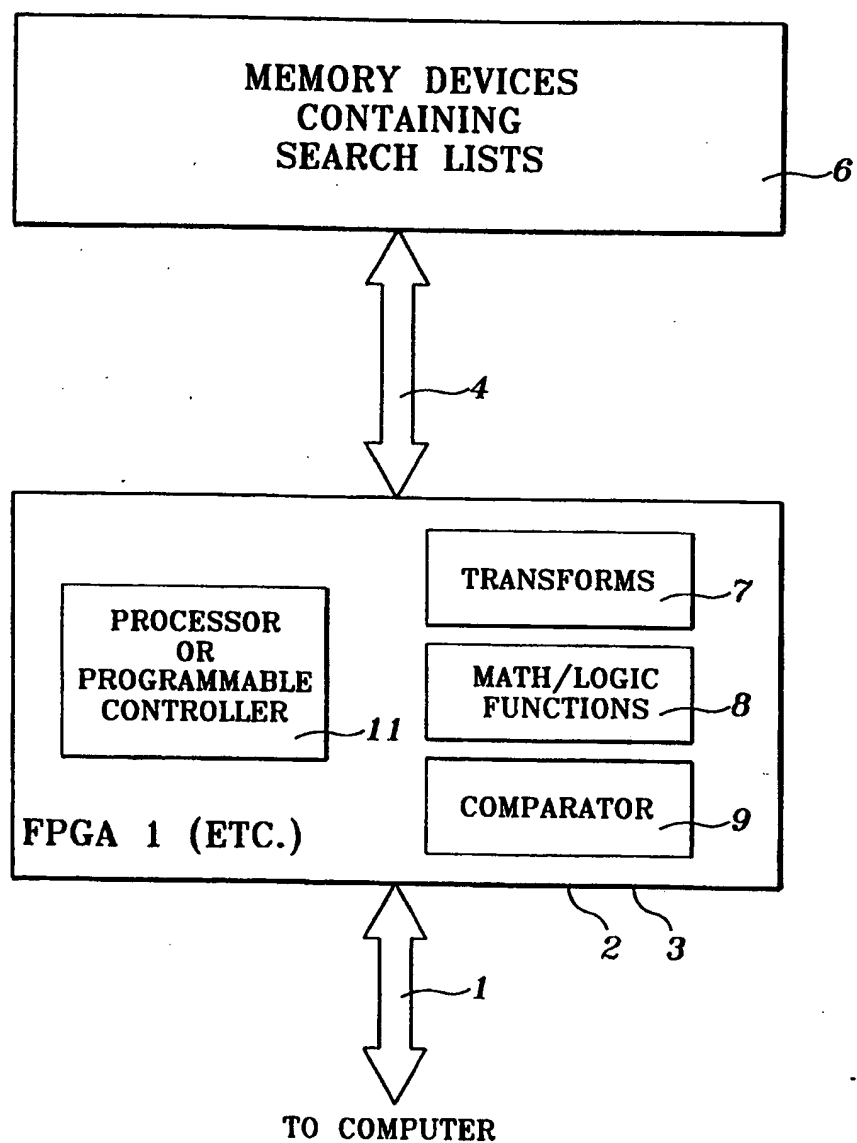 MEMORY DEVICES
CONTAINING
SEARCH LISTS
6
4
TRANSFORMS
7
PROCESSOR
OR
PROGRAMMABLE
CONTROLLER
11
MATH/LOGIC
FUNCTIONS
8
COMPARATOR
9
FPGA 1 (ETC.)
2
3
1
TO COMPUTER